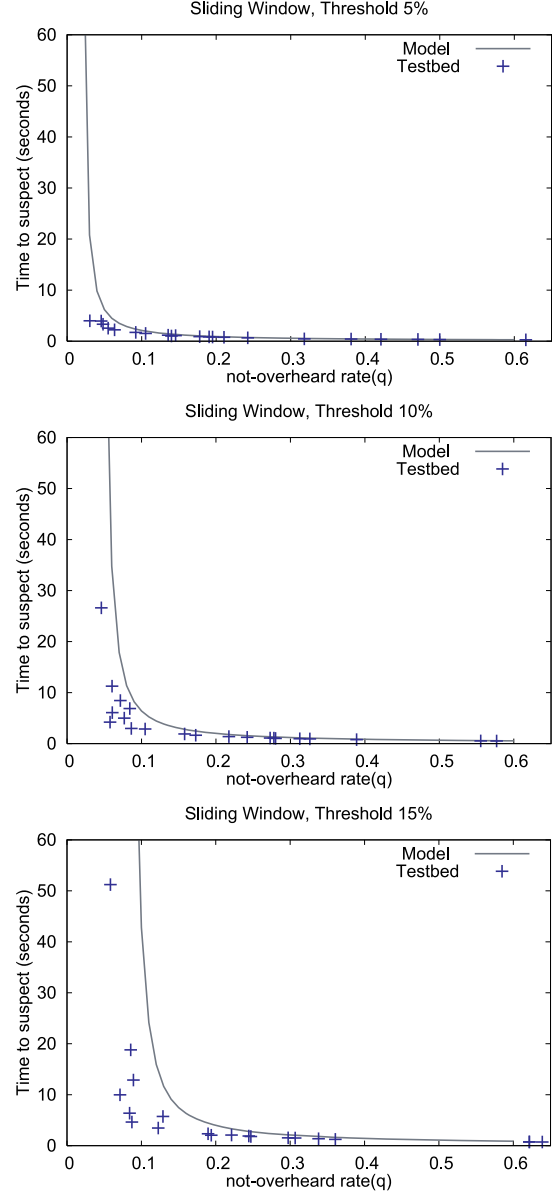 Sliding Window, Threshold 5%
60
50
40
30
20
10
0
Time to suspect (seconds)
Model
Testbed
0 0.1 0.2 0.3 0.4 0.5 0.6
not-overheard rate(q)
Sliding Window, Threshold 10%
60
50
40
30
20
10
0
Time to suspect (seconds)
Model
Testbed
0 0.1 0.2 0.3 0.4 0.5 0.6
not-overheard rate(q)
Sliding Window, Threshold 15%
60
50
40
30
20
10
0
Time to suspect (seconds)
Model
Testbed
0 0.1 0.2 0.3 0.4 0.5 0.6
not-overheard rate(q)